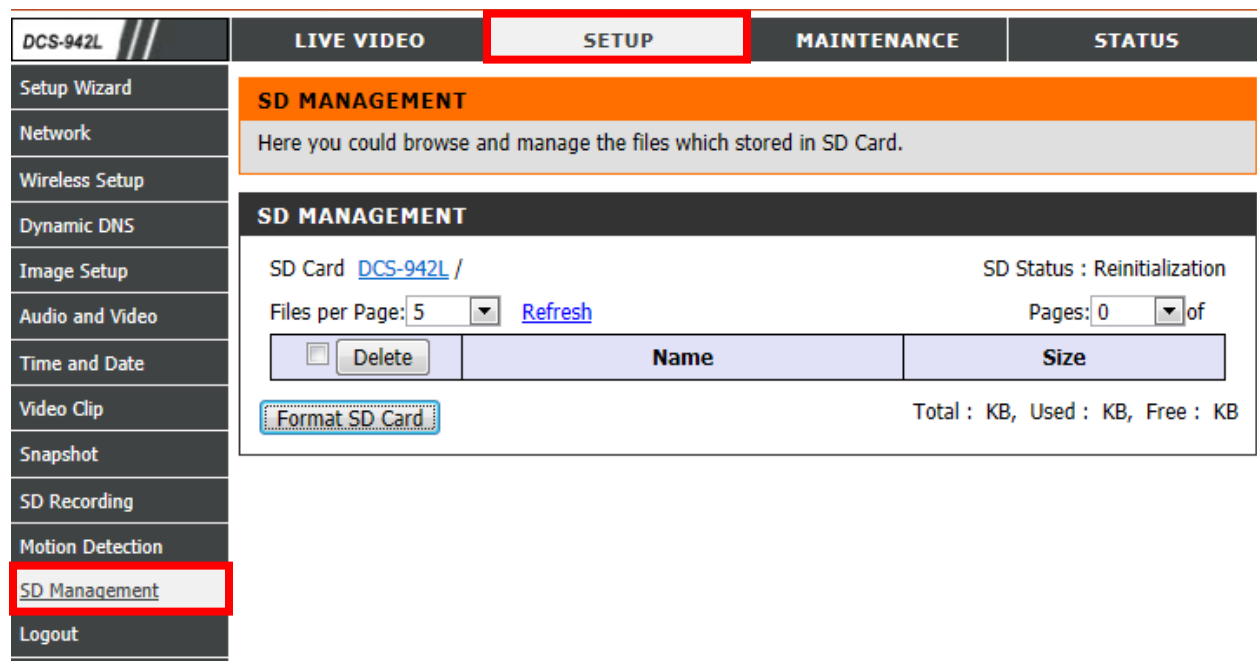 DCS-942L LIVE VIDEO SETUP MAINTENANCE STATUS
Setup Wizard
Network
Wireless Setup
Dynamic DNS
Image Setup
Audio and Video
Time and Date
Video Clip
Snapshot
SD Recording
Motion Detection
SD Management
Logout
SD MANAGEMENT
Here you could browse and manage the files which stored in SD Card.
SD MANAGEMENT
SD Card DCS-942L / SD Status : Reinitialization
Files per Page: 5 Refresh Pages: 0 of
Delete Name Size
Format SD Card Total : KB, Used : KB, Free : KB